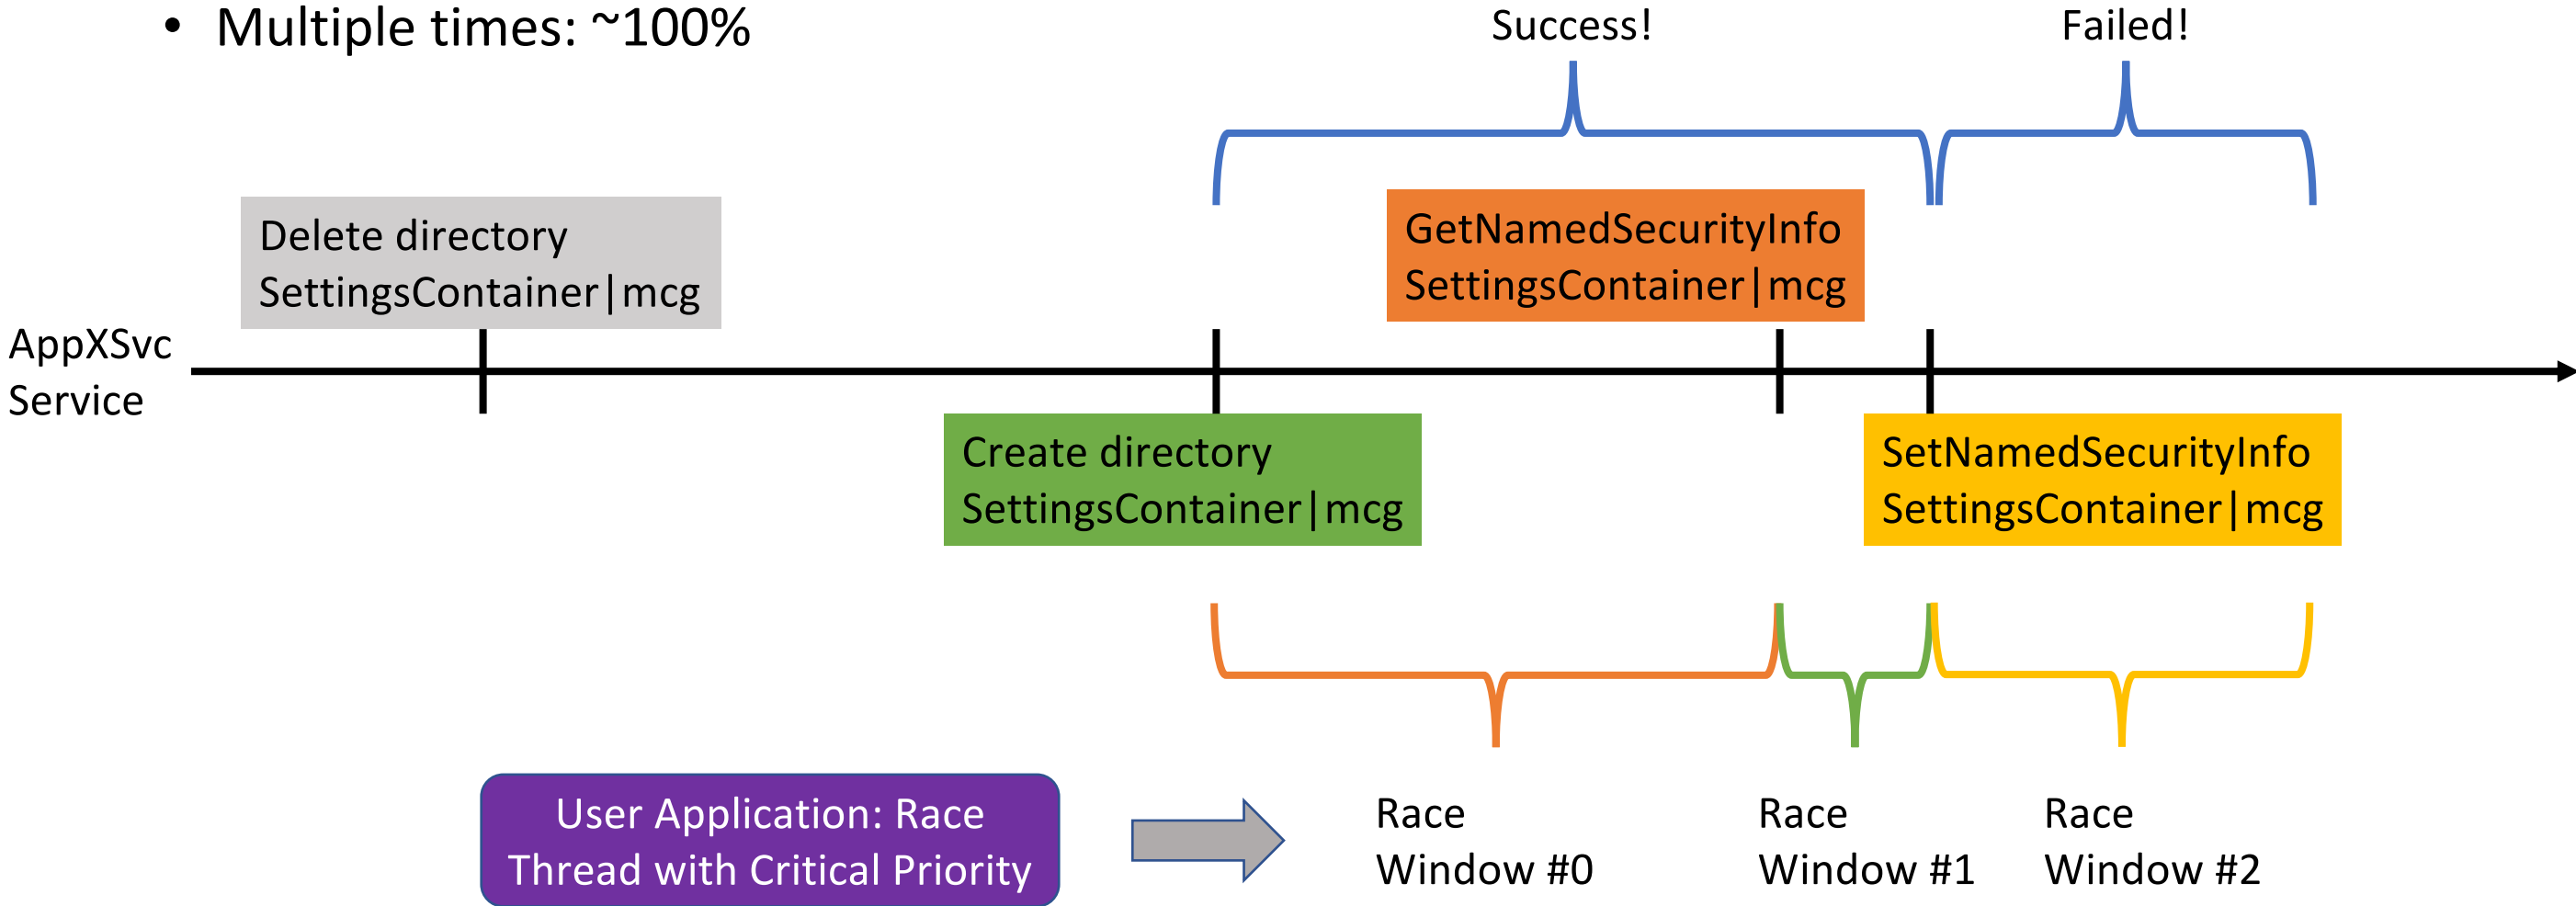 • Multiple times: ~100%
Success!
Failed!
Delete directory
SettingsContainer|mcg
GetNamedSecurityInfo
SettingsContainer|mcg
AppXSvc
Service
Create directory
SettingsContainer|mcg
SetNamedSecurityInfo
SettingsContainer|mcg
User Application: Race
Thread with Critical Priority
Race
Window #0
Race
Window #1
Race
Window #2